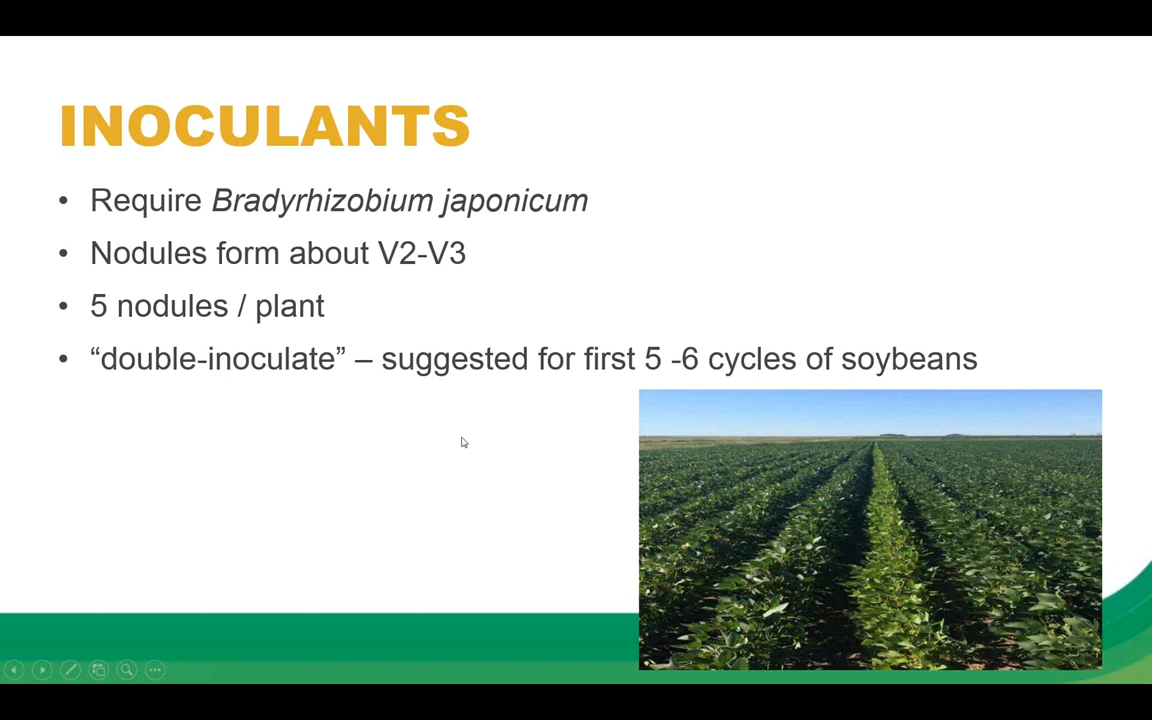 INOCULANTS
• Require Bradyrhizobium japonicum
• Nodules form about V2-V3
• 5 nodules / plant
• “double-inoculate” – suggested for first 5 -6 cycles of soybeans